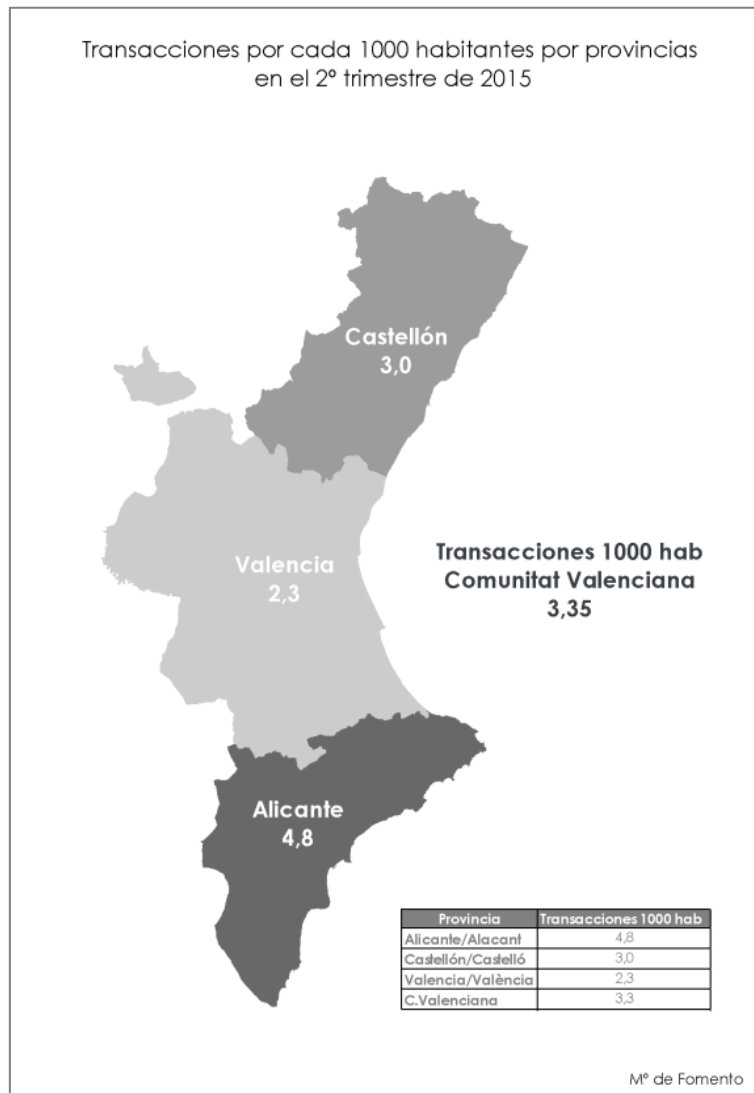 Transacciones por cada 1000 habitantes por provincias
en el 2º trimestre de 2015
Castellón
3,0
Valencia
2,3
Transacciones 1000 hab
Comunitat Valenciana
3,35
Alicante
4,8
Provincia Transacciones 1000 hab
Alicante/Alacant 4,8
Castellón/Castelló 3,0
Valencia/València 2,3
C.Valenciana 3,3
Mº de Fomento